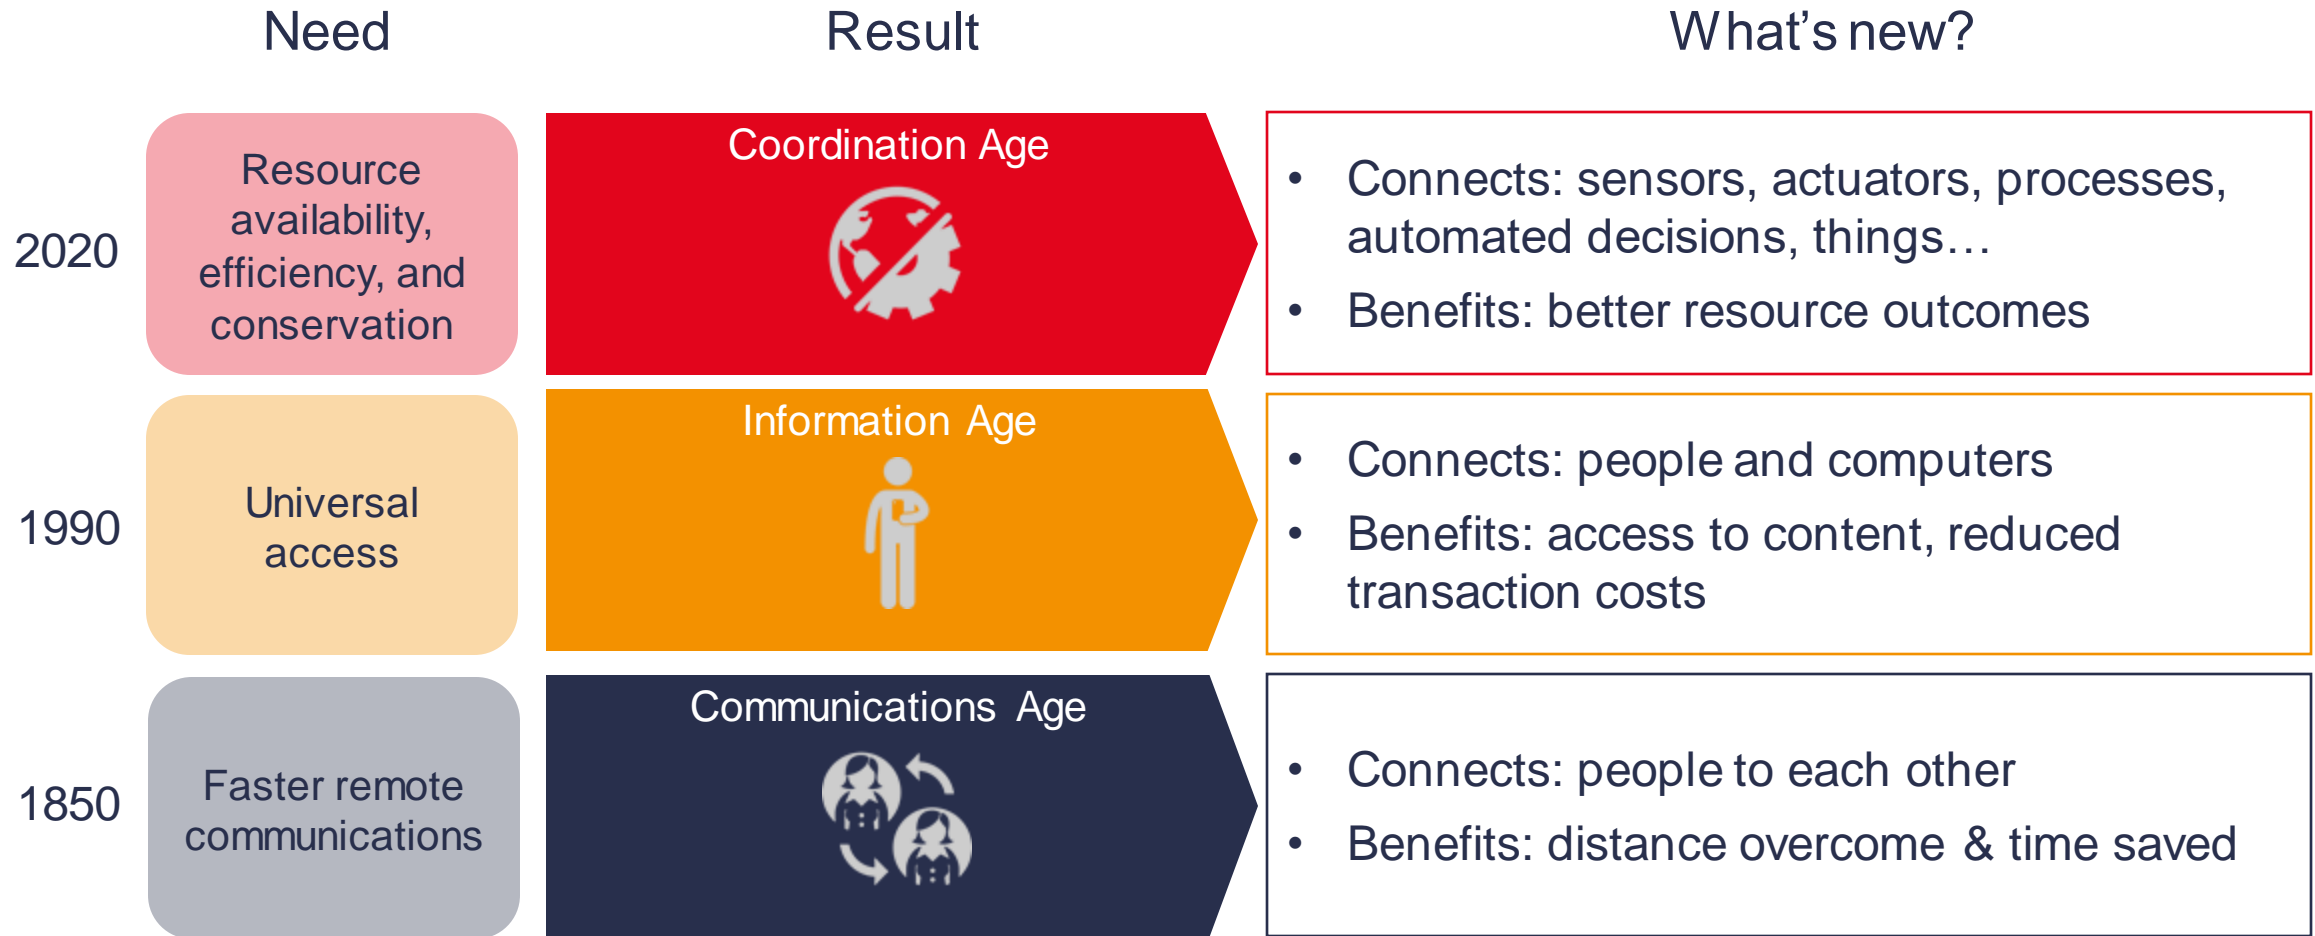 Need
Result
What's new?
2020
Resource
availability,
efficiency, and
conservation
Coordination Age
• Connects: sensors, actuators, processes,
automated decisions, things…
• Benefits: better resource outcomes
1990
Universal
access
Information Age
• Connects: people and computers
• Benefits: access to content, reduced
transaction costs
1850
Faster remote
communications
Communications Age
• Connects: people to each other
• Benefits: distance overcome & time saved